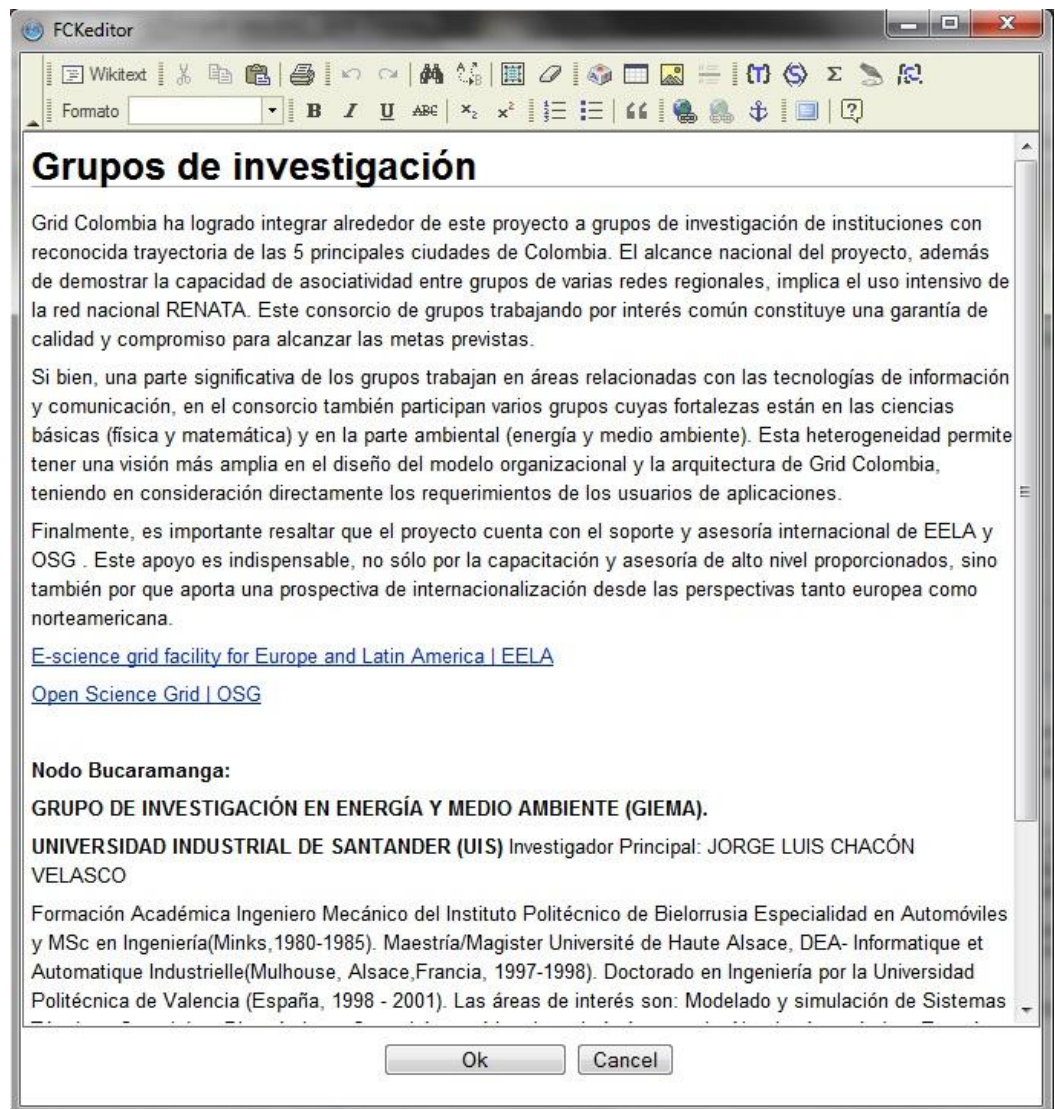 FCKeditor
Wikitext
Formato
B I U ABC x₂ x²
Grupos de investigación
Grid Colombia ha logrado integrar alrededor de este proyecto a grupos de investigación de instituciones con
reconocida trayectoria de las 5 principales ciudades de Colombia. El alcance nacional del proyecto, además
de demostrar la capacidad de asociatividad entre grupos de varias redes regionales, implica el uso intensivo de
la red nacional RENATA. Este consorcio de grupos trabajando por interés común constituye una garantía de
calidad y compromiso para alcanzar las metas previstas.
Si bien, una parte significativa de los grupos trabajan en áreas relacionadas con las tecnologías de información
y comunicación, en el consorcio también participan varios grupos cuyas fortalezas están en las ciencias
básicas (física y matemática) y en la parte ambiental (energía y medio ambiente). Esta heterogeneidad permite
tener una visión más amplia en el diseño del modelo organizacional y la arquitectura de Grid Colombia,
teniendo en consideración directamente los requerimientos de los usuarios de aplicaciones.
Finalmente, es importante resaltar que el proyecto cuenta con el soporte y asesoría internacional de EELA y
OSG . Este apoyo es indispensable, no sólo por la capacitación y asesoría de alto nivel proporcionados, sino
también por que aporta una prospectiva de internacionalización desde las perspectivas tanto europea como
norteamericana.
E-science grid facility for Europe and Latin America | EELA
Open Science Grid | OSG
Nodo Bucaramanga:
GRUPO DE INVESTIGACIÓN EN ENERGÍA Y MEDIO AMBIENTE (GIEMA).
UNIVERSIDAD INDUSTRIAL DE SANTANDER (UIS) Investigador Principal: JORGE LUIS CHACÓN
VELASCO
Formación Académica Ingeniero Mecánico del Instituto Politécnico de Bielorrusia Especialidad en Automóviles
y MSc en Ingeniería(Minks,1980-1985). Maestría/Magister Université de Haute Alsace, DEA- Informatique et
Automatique Industrielle(Mulhouse, Alsace,Francia, 1997-1998). Doctorado en Ingeniería por la Universidad
Politécnica de Valencia (España, 1998 - 2001). Las áreas de interés son: Modelado y simulación de Sistemas
Ok Cancel